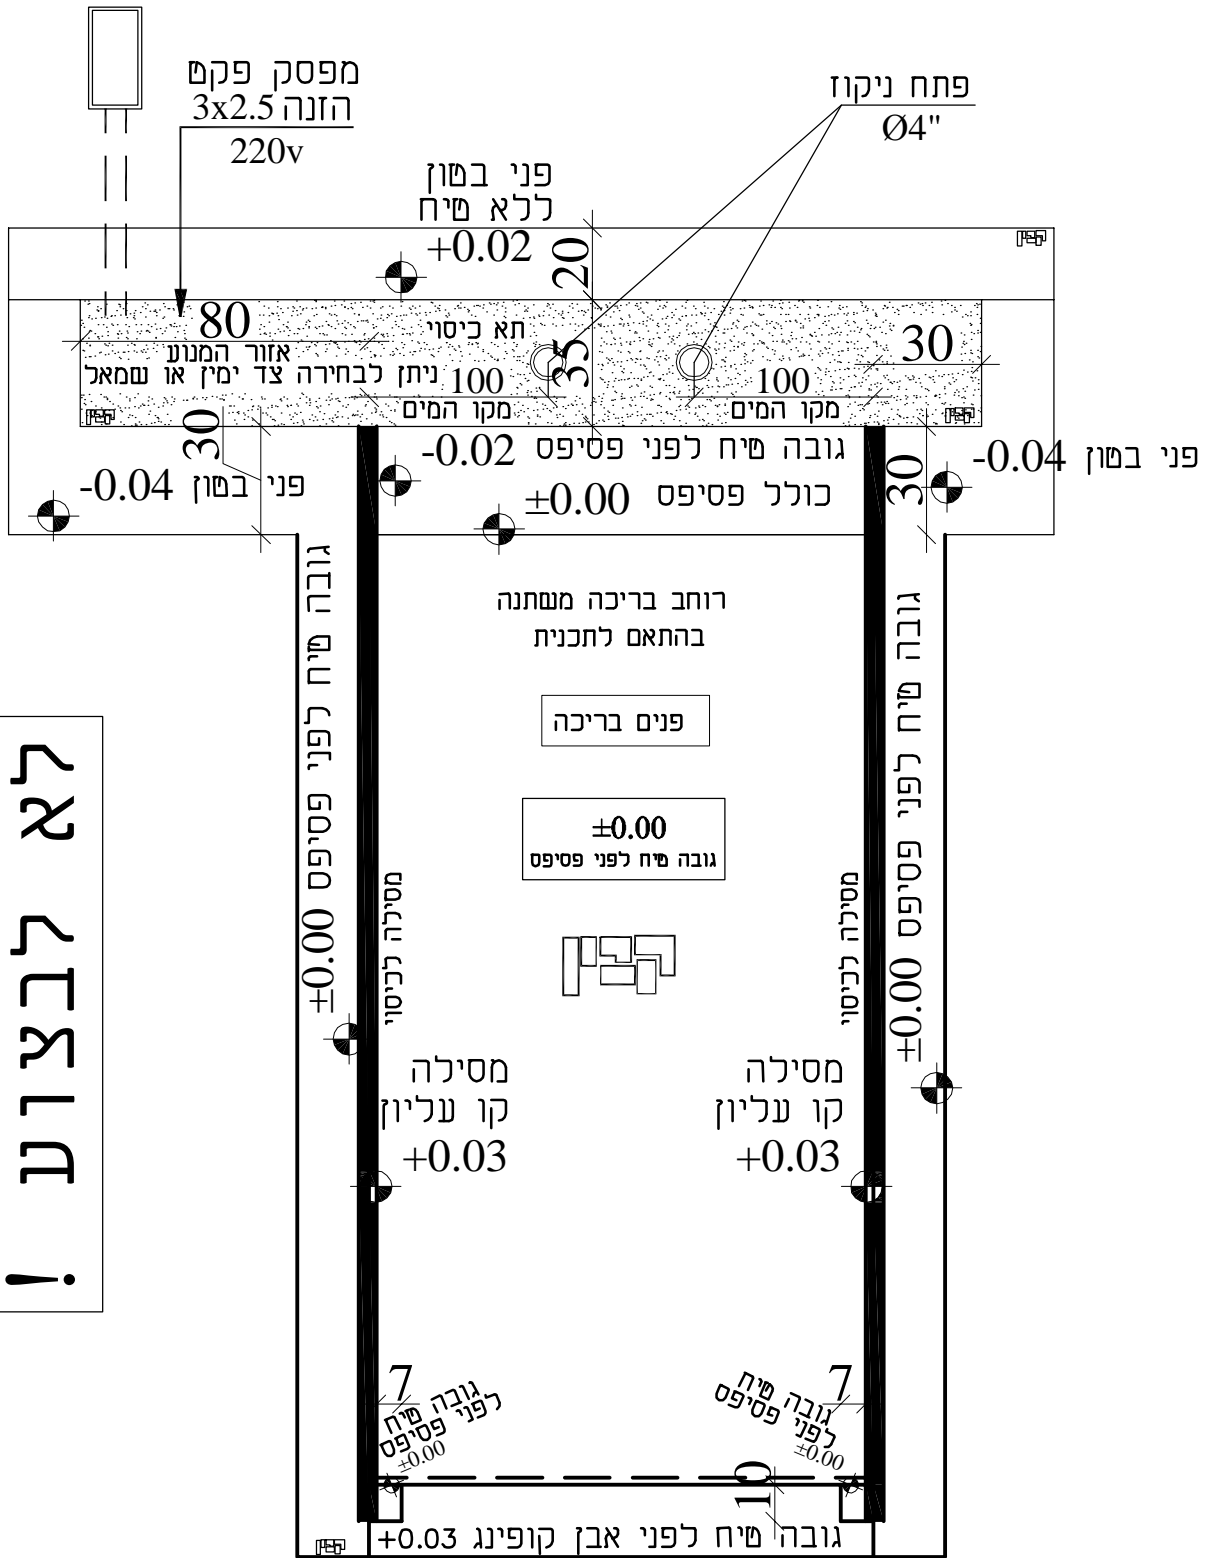 מפסק פקט
הזנה 3x2.5
220v
פתח ניקוז
Ø4"
פני בטון
ללא טיח
+0.02
20
80
אזור המנוע
ניתן לבחירה צד ימין או שמאל
תא כיסוי
35
30
100
מקו המים
100
מקו המים
30
-0.02 גובה טיח לפני פסיפס
±0.00 כולל פסיפס
פני בטון -0.04
30
פני בטון -0.04
גובה טיח לפני פסיפס ±0.00
גובה טיח לפני פסיפס ±0.00
רוחב בריכה משתנה
בהתאם לתכנית
פנים בריכה
±0.00
גובה טיח לפני פסיפס
לא לבצוע !
מסילה לכיסוי
מסילה לכיסוי
מסילה
קו עליון
+0.03
מסילה
קו עליון
+0.03
7
גובה טיח
לפני פסיפס
±0.00
7
גובה טיח
לפני פסיפס
±0.00
10
גובה טיח לפני אבן קופינג +0.03